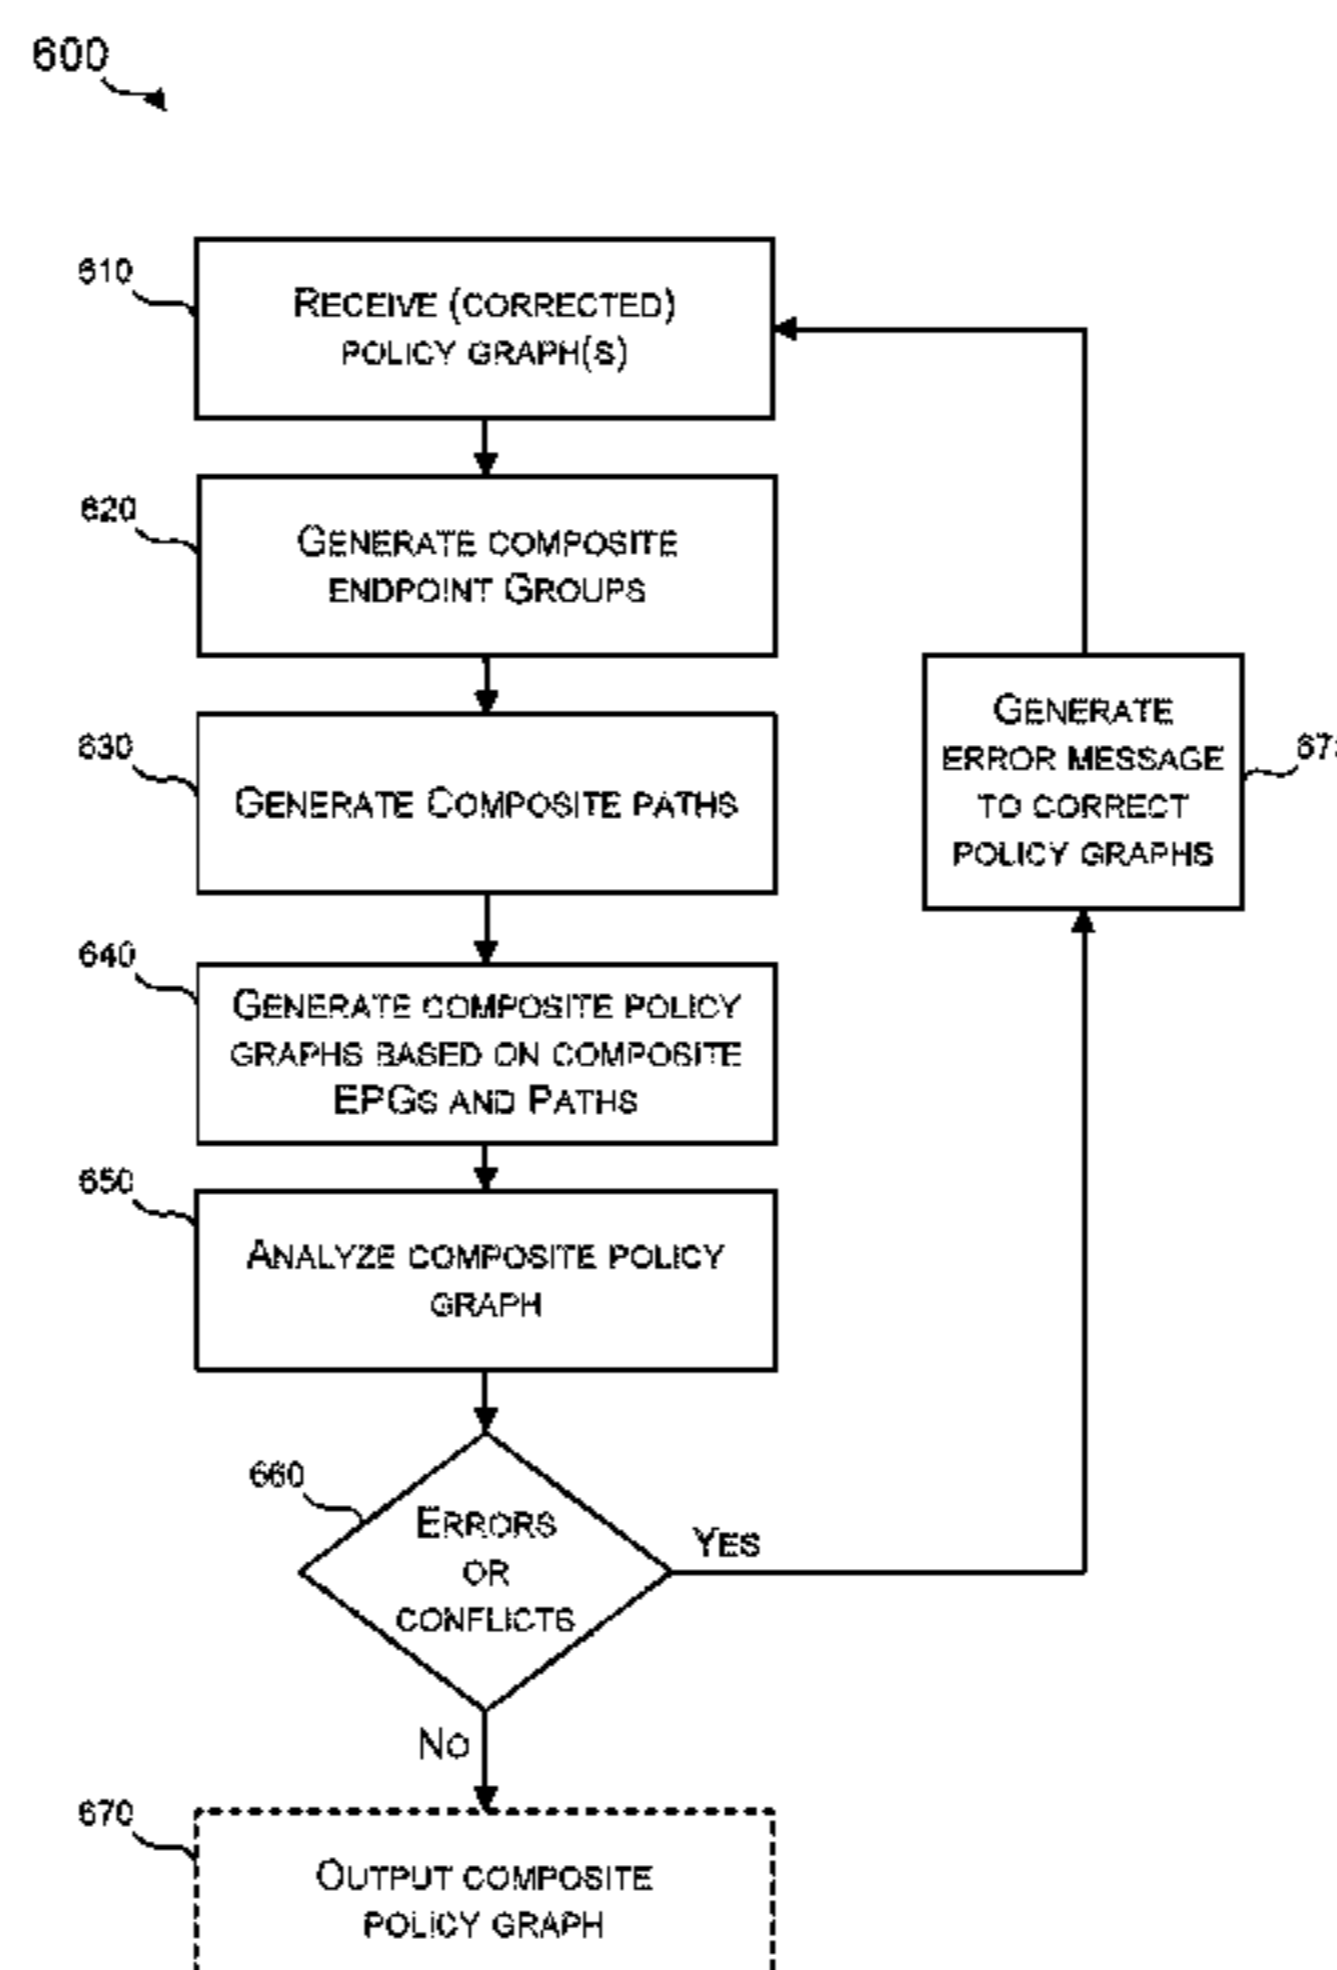 600
610
RECEIVE (CORRECTED)
POLICY GRAPH(S)
620
GENERATE COMPOSITE
ENDPOINT GROUPS
630
GENERATE COMPOSITE PATHS
GENERATE
ERROR MESSAGE
TO CORRECT
POLICY GRAPHS
640
GENERATE COMPOSITE POLICY
GRAPHS BASED ON COMPOSITE
EPGS AND PATHS
650
ANALYZE COMPOSITE POLICY
GRAPH
660
ERRORS
OR
CONFLICTS
YES
NO
670
OUTPUT COMPOSITE
POLICY GRAPH